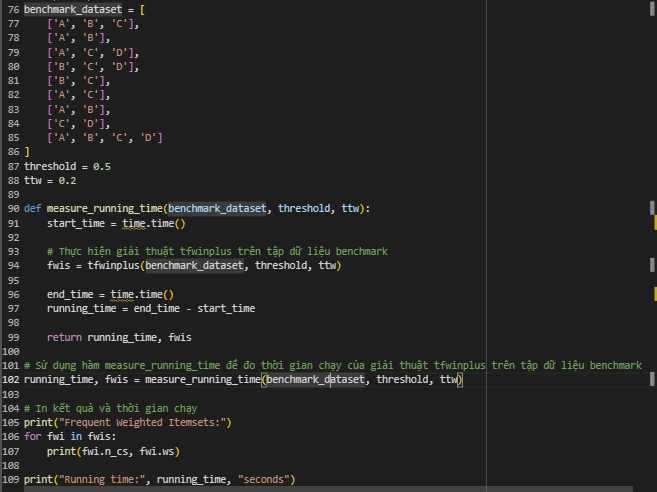 76 benchmark_dataset = [
77     ['A', 'B', 'C'],
78     ['A', 'B'],
79     ['A', 'C', 'D'],
80     ['B', 'C', 'D'],
81     ['B', 'C'],
82     ['A', 'C'],
83     ['A', 'B'],
84     ['C', 'D'],
85     ['A', 'B', 'C', 'D']
86 ]
87 threshold = 0.5
88 ttw = 0.2
89
90 def measure_running_time(benchmark_dataset, threshold, ttw):
91     start_time = time.time()
92
93     # Thực hiện giải thuật tfwinplus trên tập dữ liệu benchmark
94     fwis = tfwinplus(benchmark_dataset, threshold, ttw)
95
96     end_time = time.time()
97     running_time = end_time - start_time
98
99     return running_time, fwis
100
101 # Sử dụng hàm measure_running_time để đo thời gian chạy của giải thuật tfwinplus trên tập dữ liệu benchmark
102 running_time, fwis = measure_running_time(benchmark_dataset, threshold, ttw)
103
104 # In kết quả và thời gian chạy
105 print("Frequent Weighted Itemsets:")
106 for fwi in fwis:
107     print(fwi.n_cs, fwi.ws)
108
109 print("Running time:", running_time, "seconds")